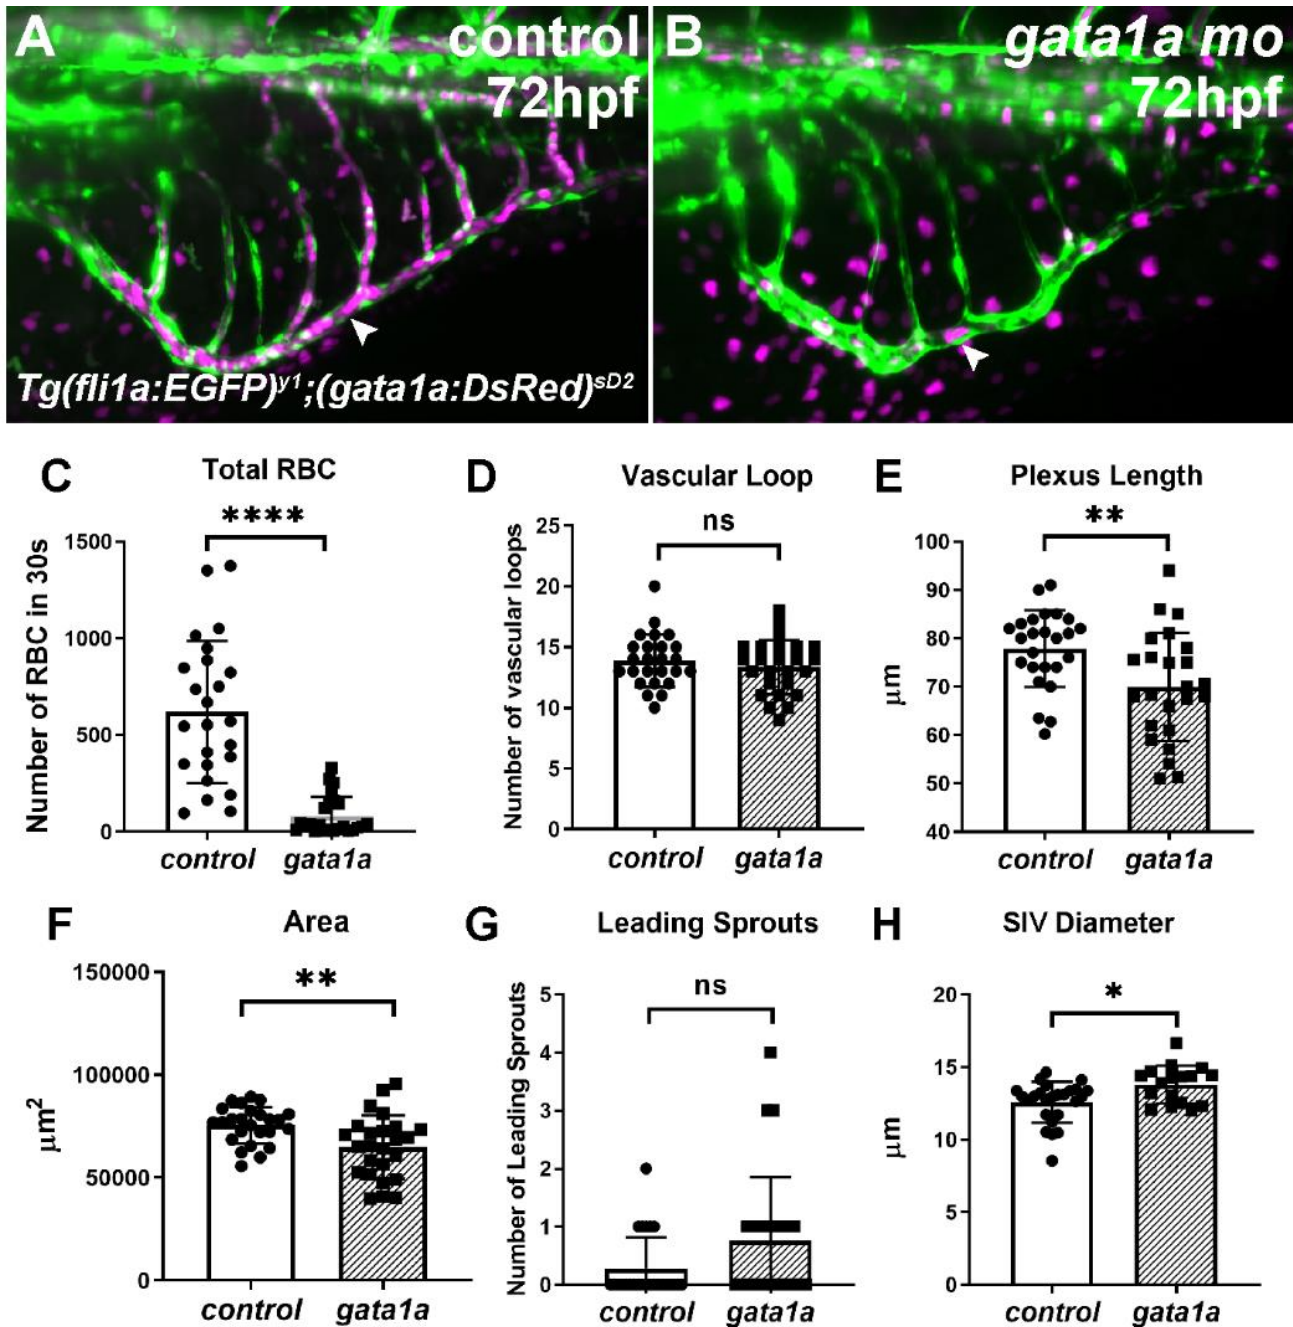 A
control
72hpf
Tg(fli1a:EGFP)y1;(gata1a:DsRed)sD2
B
gata1a mo
72hpf
C
Total RBC
****
Number of RBC in 30s
1500
1000
500
0
control
gata1a
D
Vascular Loop
ns
Number of vascular loops
25
20
15
10
5
0
control
gata1a
E
Plexus Length
**
μm
100
90
80
70
60
50
40
control
gata1a
F
Area
**
μm²
150000
100000
50000
0
control
gata1a
G
Leading Sprouts
ns
Number of Leading Sprouts
5
4
3
2
1
0
control
gata1a
H
SIV Diameter
*
μm
20
15
10
5
0
control
gata1a